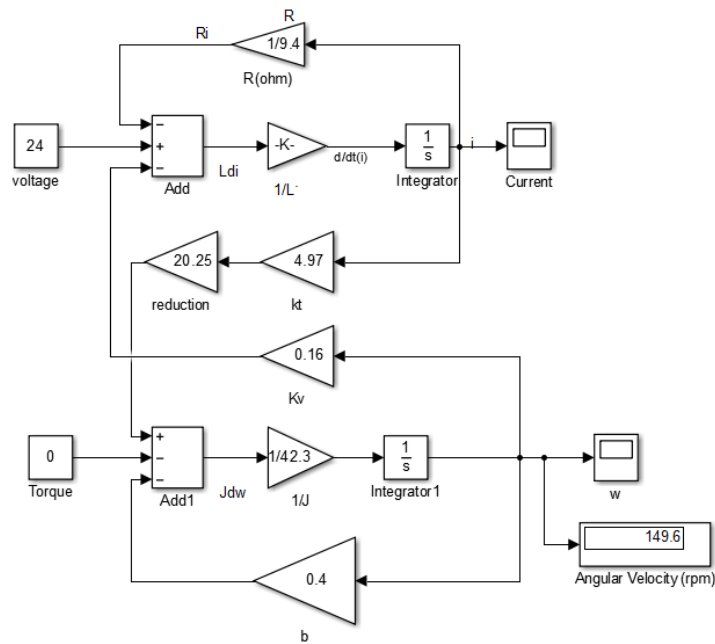 R
Ri
1/9.4
R(ohm)
24
voltage
−
+
−
Add
Ldi
-K-
1/L-
d/dt(i)
1
s
Integrator
i
Current
20.25
reduction
4.97
kt
0.16
Kv
0
Torque
+
−
−
Add1
Jdw
1/42.3
1/J
1
s
Integrator1
w
149.6
Angular Velocity (rpm)
0.4
b